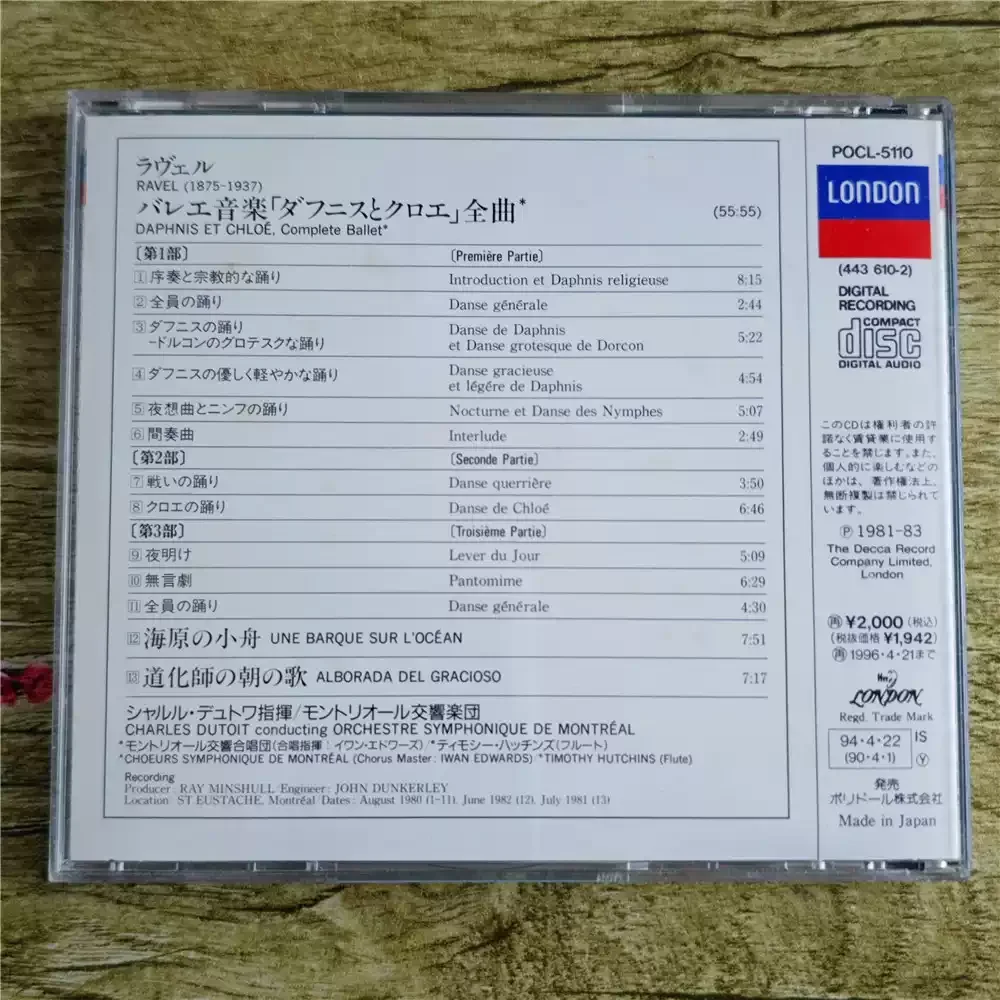 ラヴェル
RAVEL (1875-1937)
バレエ音楽「ダフニスとクロエ」全曲* (55:55)
DAPHNIS ET CHLOÉ, Complete Ballet*
〔第1部〕 〔Première Partie〕
1 序奏と宗教的な踊り Introduction et Daphnis religieuse 8:15
2 全員の踊り Danse générale 2:44
3 ダフニスの踊り Danse de Daphnis 5:22
-ドルコンのグロテスクな踊り et Danse grotesque de Dorcon
4 ダフニスの優しく軽やかな踊り Danse gracieuse 4:54
et légére de Daphnis
5 夜想曲とニンフの踊り Nocturne et Danse des Nymphes 5:07
6 間奏曲 Interlude 2:49
〔第2部〕 〔Seconde Partie〕
7 戦いの踊り Danse querrière 3:50
8 クロエの踊り Danse de Chloé 6:46
〔第3部〕 〔Troisième Partie〕
9 夜明け Lever du Jour 5:09
10 無言劇 Pantomime 6:29
11 全員の踊り Danse générale 4:30
12 海原の小舟 UNE BARQUE SUR L'OCÉAN 7:51
13 道化師の朝の歌 ALBORADA DEL GRACIOSO 7:17
シャルル・デュトワ指揮/モントリオール交響楽団
CHARLES DUTOIT conducting ORCHESTRE SYMPHONIQUE DE MONTRÉAL
*モントリオール交響合唱団(合唱指揮：イワン・エドワーズ)/*ティモシー・ハッチンズ(フルート)
*CHOEURS SYMPHONIQUE DE MONTRÉAL (Chorus Master: IWAN EDWARDS) *TIMOTHY HUTCHINS (Flute)
Recording
Producer: RAY MINSHULL/Engineer: JOHN DUNKERLEY
Location: ST.EUSTACHE, Montréal/Dates: August 1980 (1-11), June 1982 (12), July 1981 (13)
POCL-5110
LONDON
(443 610-2)
DIGITAL
RECORDING
COMPACT
disc
DIGITAL AUDIO
このCDは権利者の許
諾なく賃貸業に使用す
ることを禁じます。また、
個人的に楽しむなどの
ほかは、著作権法上、
無断複製は禁じられて
います。
Ⓟ 1981-83
The Decca Record
Company Limited,
London
㊢ ¥2,000 (税込)
(税抜価格 ¥1,942)
㊢ 1996・4・21まで
LONDON
Regd. Trade Mark
94・4・22 IS
(90・4・1) Ⓨ
発売
ポリドール株式会社
Made in Japan